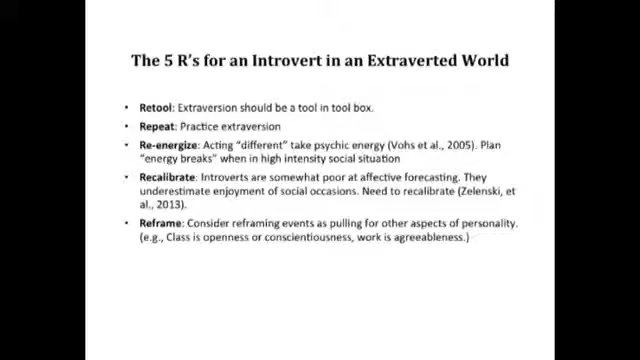 The 5 R's for an Introvert in an Extraverted World
• Retool: Extraversion should be a tool in tool box.
• Repeat: Practice extraversion
• Re-energize: Acting "different" take psychic energy (Vohs et al., 2005). Plan
"energy breaks" when in high intensity social situation
• Recalibrate: Introverts are somewhat poor at affective forecasting. They
underestimate enjoyment of social occasions. Need to recalibrate (Zelenski, et
al., 2013).
• Reframe: Consider reframing events as pulling for other aspects of personality.
(e.g., Class is openness or conscientiousness, work is agreeableness.)